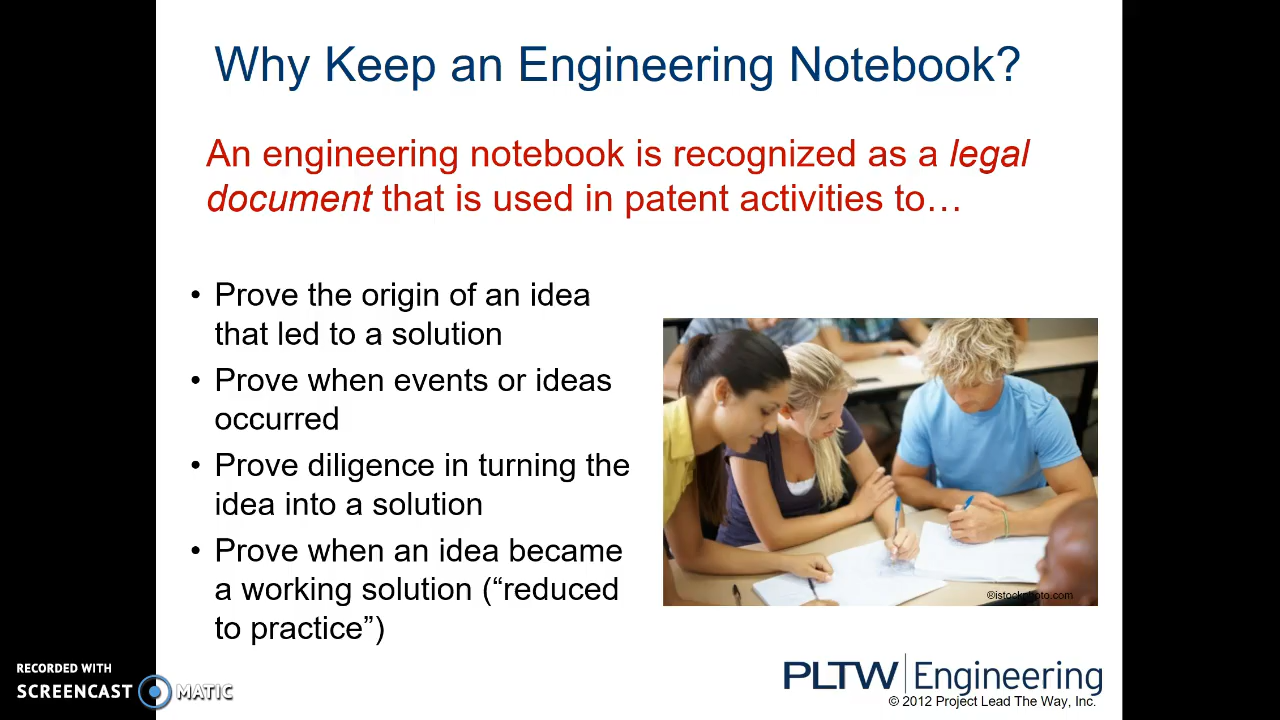 Why Keep an Engineering Notebook?
An engineering notebook is recognized as a legal
document that is used in patent activities to…
• Prove the origin of an idea
that led to a solution
• Prove when events or ideas
occurred
• Prove diligence in turning the
idea into a solution
• Prove when an idea became
a working solution (“reduced
to practice”)
©istockphoto.com
PLTW Engineering
© 2012 Project Lead The Way, Inc.
RECORDED WITH
SCREENCAST MATIC